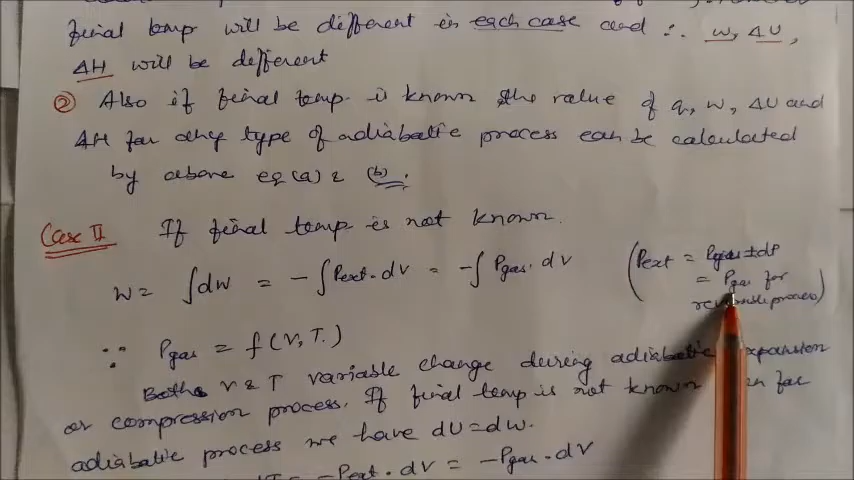 final temp will be different in each case and ∴ w, ΔU,
ΔH will be different
② Also if final temp. is known the value of q, w, ΔU and
ΔH for any type of adiabatic process can be calculated
by above eq (a) & (b).
Case II If final temp is not known.
w = ∫dw = -∫Pext. dV = -∫Pgas. dV (Pext = Pgas ± dP
= Pgas for
reversible process)
∵ Pgas = f(V,T.)
Both V & T variable change during adiabatic expansion
or compression process. If final temp is not known for
adiabatic process we have dU = dw.
= -Pext. dV = -Pgas. dV